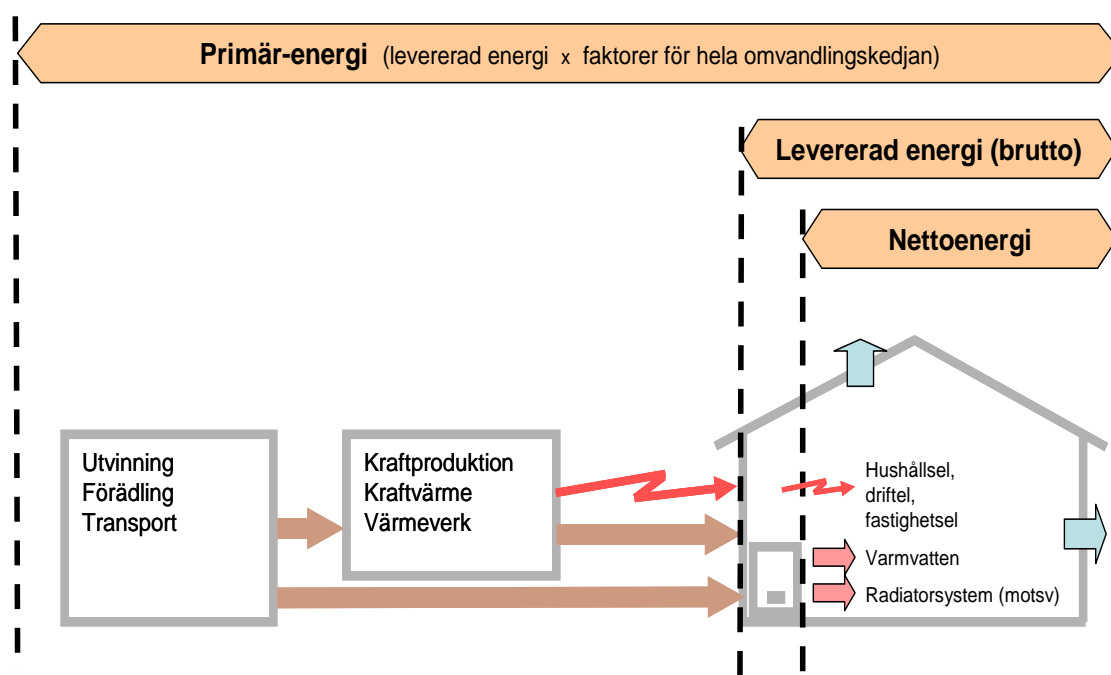 Primär-energi (levererad energi x faktorer för hela omvandlingskedjan)
Levererad energi (brutto)
Nettoenergi
Utvinning
Förädling
Transport
Kraftproduktion
Kraftvärme
Värmeverk
Hushållsel,
driftel,
fastighetsel
Varmvatten
Radiatorsystem (motsv)